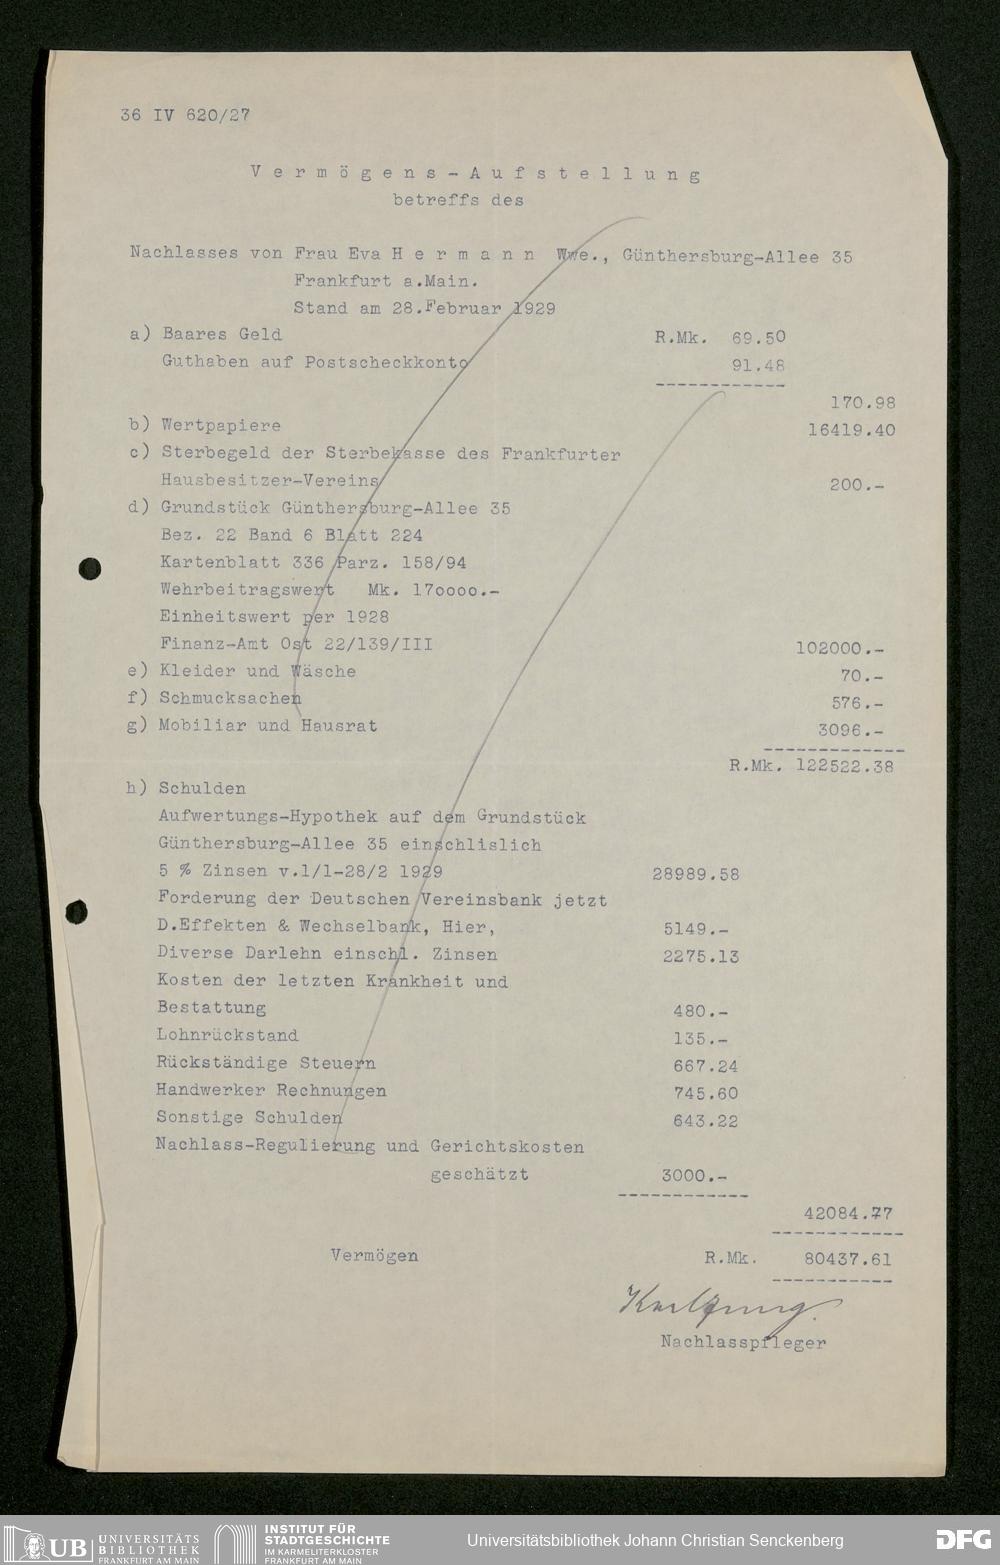 36 IV 620/27
Vermögens-Aufstellung
betreffs des
Nachlasses von Frau Eva Hermann Wwe., Günthersburg-Allee 35
Frankfurt a.Main.
Stand am 28.Februar 1929
a) Baares Geld R.Mk. 69.50
Guthaben auf Postscheckkonto 91.48
170.98
b) Wertpapiere 16419.40
c) Sterbegeld der Sterbekasse des Frankfurter
Hausbesitzer-Vereins 200.-
d) Grundstück Günthersburg-Allee 35
Bez. 22 Band 6 Blatt 224
Kartenblatt 336 Parz. 158/94
Wehrbeitragswert Mk. 170000.-
Einheitswert per 1928
Finanz-Amt Ost 22/139/III 102000.-
e) Kleider und Wäsche 70.-
f) Schmucksachen 576.-
g) Mobiliar und Hausrat 3096.-
R.Mk. 122522.38
h) Schulden
Aufwertungs-Hypothek auf dem Grundstück
Günthersburg-Allee 35 einschlislich
5 % Zinsen v.1/1-28/2 1929 28989.58
Forderung der Deutschen Vereinsbank jetzt
D.Effekten & Wechselbank, Hier, 5149.-
Diverse Darlehn einschl. Zinsen 2275.13
Kosten der letzten Krankheit und
Bestattung 480.-
Lohnrückstand 135.-
Rückständige Steuern 667.24
Handwerker Rechnungen 745.60
Sonstige Schulden 643.22
Nachlass-Regulierung und Gerichtskosten
geschätzt 3000.-
42084.77
Vermögen R.Mk. 80437.61
Nachlasspfleger
UB UNIVERSITÄTS
BIBLIOTHEK
FRANKFURT AM MAIN
INSTITUT FÜR
STADTGESCHICHTE
IM KARMELITERKLOSTER
FRANKFURT AM MAIN
Universitätsbibliothek Johann Christian Senckenberg
DFG